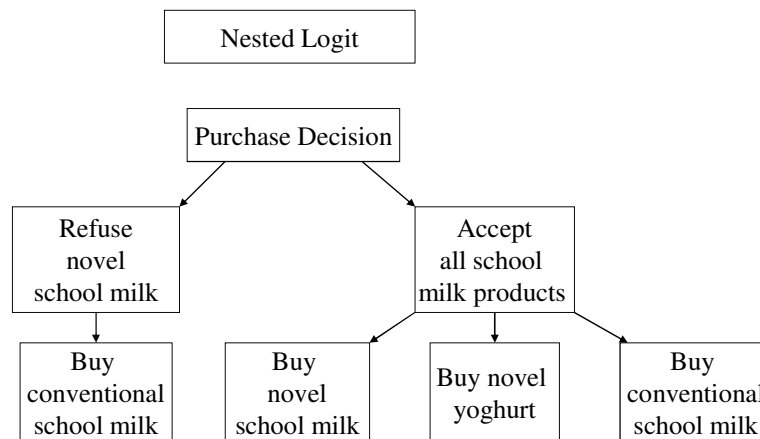 Nested Logit
Purchase Decision
Refuse
novel
school milk
Accept
all school
milk products
Buy
conventional
school milk
Buy
novel
school milk
Buy novel
yoghurt
Buy
conventional
school milk